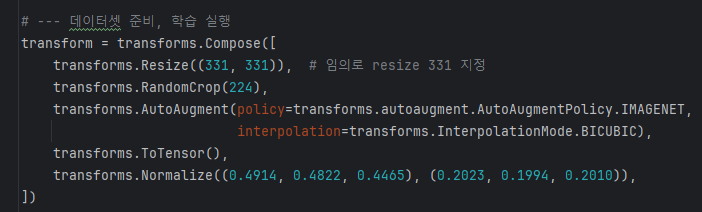 # --- 데이터셋 준비, 학습 실행
transform = transforms.Compose([
    transforms.Resize((331, 331)),  # 임의로 resize 331 지정
    transforms.RandomCrop(224),
    transforms.AutoAugment(policy=transforms.autoaugment.AutoAugmentPolicy.IMAGENET,
                           interpolation=transforms.InterpolationMode.BICUBIC),
    transforms.ToTensor(),
    transforms.Normalize((0.4914, 0.4822, 0.4465), (0.2023, 0.1994, 0.2010)),
])